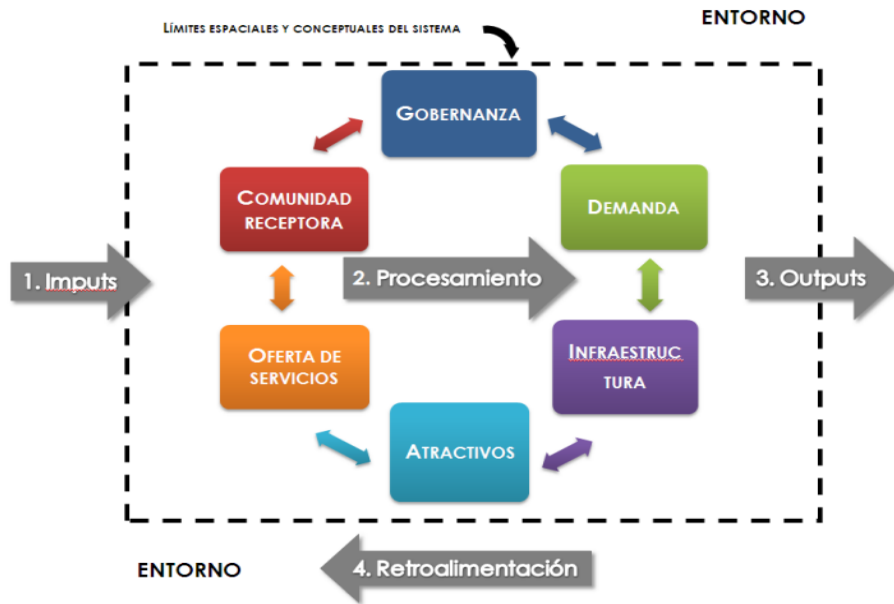 ENTORNO
LÍMITES ESPACIALES Y CONCEPTUALES DEL SISTEMA
GOBERNANZA
COMUNIDAD
RECEPTORA
DEMANDA
1. Imputs
2. Procesamiento
3. Outputs
OFERTA DE
SERVICIOS
INFRAESTRUC
TURA
ATRACTIVOS
ENTORNO
4. Retroalimentación